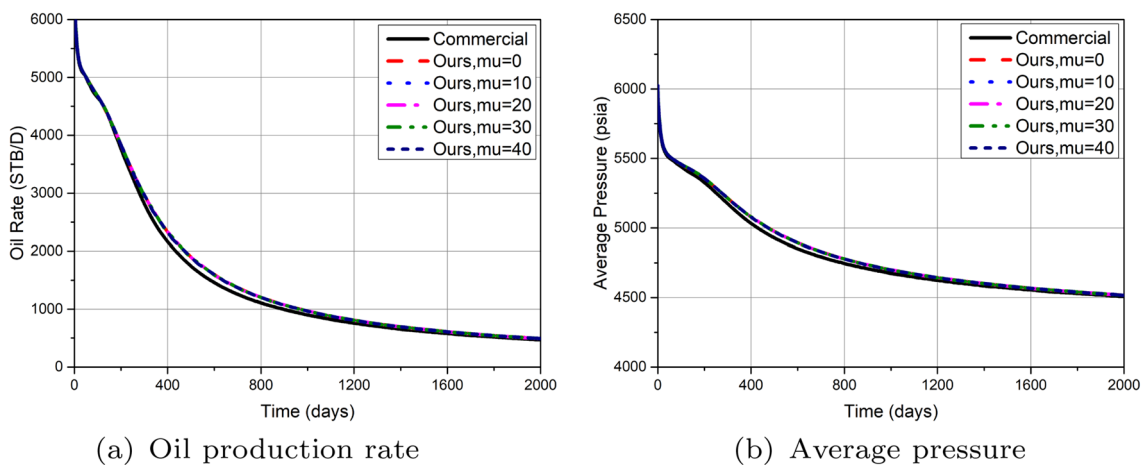 6000
5000
4000
3000
2000
1000
0
Oil Rate (STB/D)
Commercial
Ours,mu=0
Ours,mu=10
Ours,mu=20
Ours,mu=30
Ours,mu=40
0 400 800 1200 1600 2000
Time (days)
(a) Oil production rate
6500
6000
5500
5000
4500
4000
Average Pressure (psia)
Commercial
Ours,mu=0
Ours,mu=10
Ours,mu=20
Ours,mu=30
Ours,mu=40
0 400 800 1200 1600 2000
Time (days)
(b) Average pressure